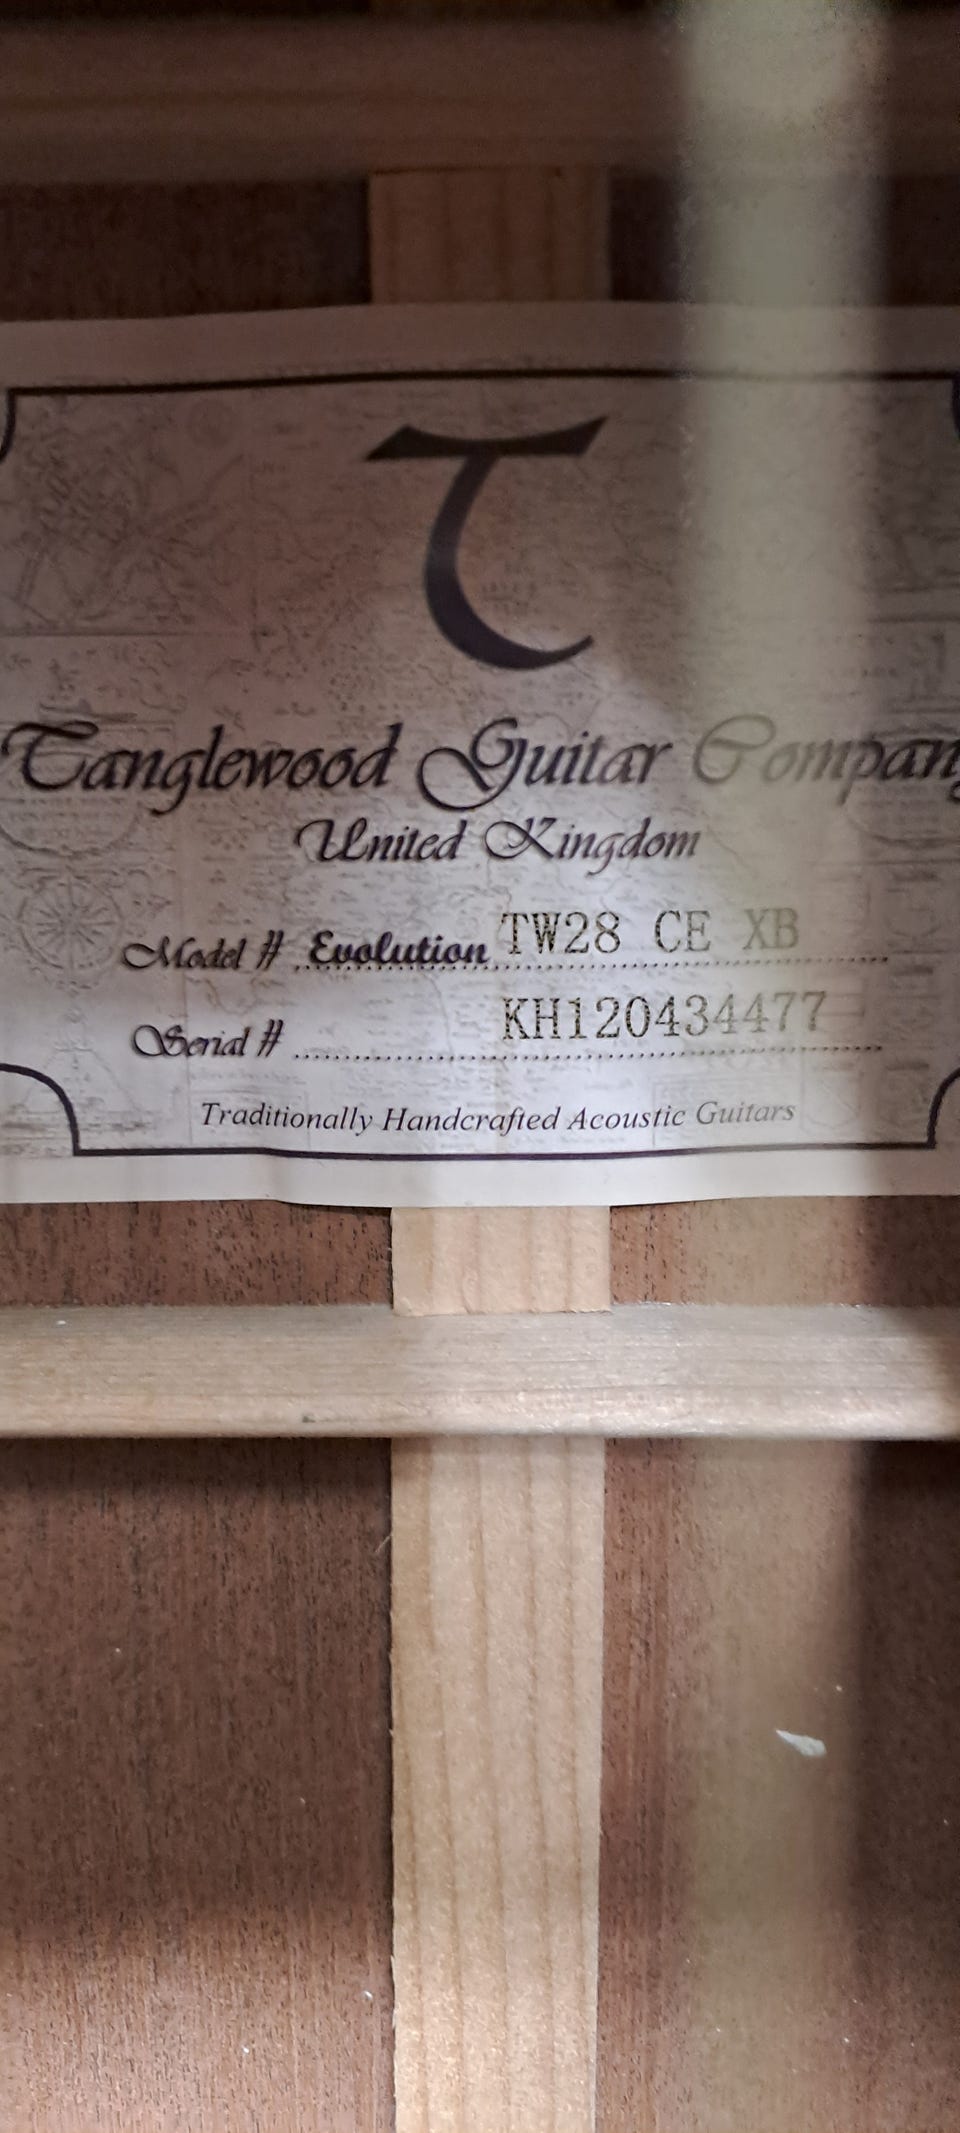 T
Tanglewood Guitar Company
United Kingdom
Model # Evolution TW28 CE XB
Serial # KH120434477
Traditionally Handcrafted Acoustic Guitars